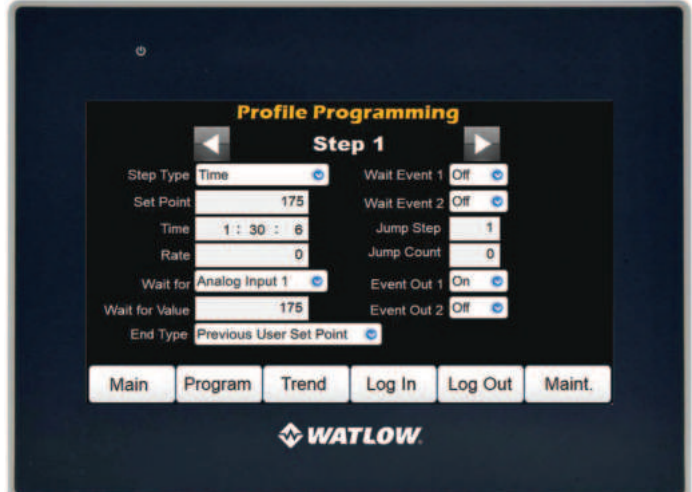 Profile Programming
Step 1
Step Type Time Wait Event 1 Off
Set Point 175 Wait Event 2 Off
Time 1 : 30 : 6 Jump Step 1
Rate 0 Jump Count 0
Wait for Analog Input 1 Event Out 1 On
Wait for Value 175 Event Out 2 Off
End Type Previous User Set Point
Main Program Trend Log In Log Out Maint.
WATLOW.